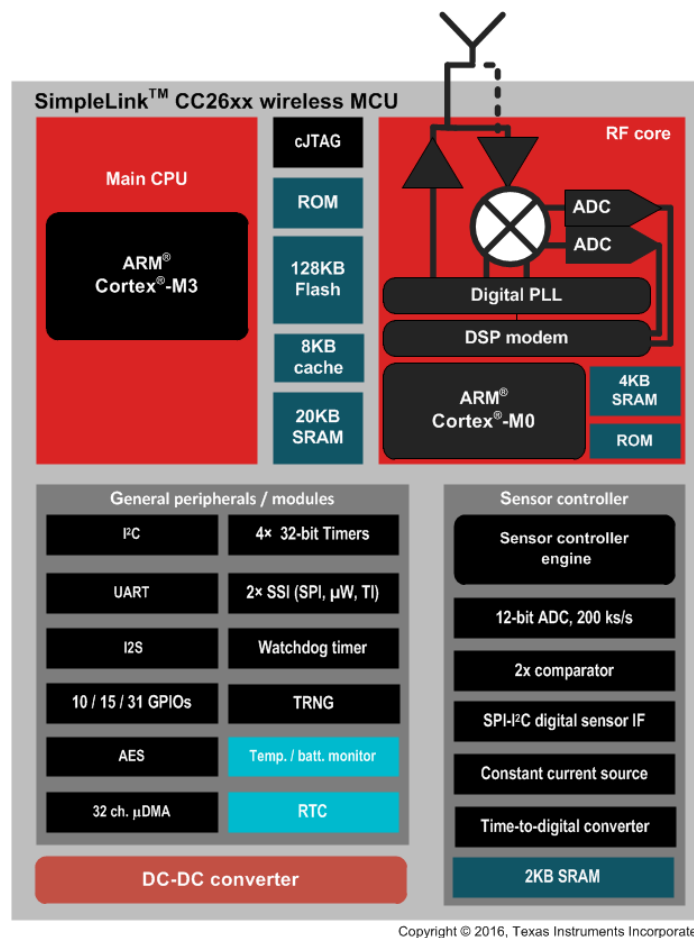 SimpleLink™ CC26xx wireless MCU
Main CPU
ARM®
Cortex®-M3
cJTAG
ROM
128KB
Flash
8KB
cache
20KB
SRAM
RF core
ADC
ADC
Digital PLL
DSP modem
ARM®
Cortex®-M0
4KB
SRAM
ROM
General peripherals / modules
I²C
4× 32-bit Timers
UART
2× SSI (SPI, µW, TI)
I2S
Watchdog timer
10 / 15 / 31 GPIOs
TRNG
AES
Temp. / batt. monitor
32 ch. µDMA
RTC
Sensor controller
Sensor controller
engine
12-bit ADC, 200 ks/s
2x comparator
SPI-I²C digital sensor IF
Constant current source
Time-to-digital converter
2KB SRAM
DC-DC converter
Copyright © 2016, Texas Instruments Incorporate